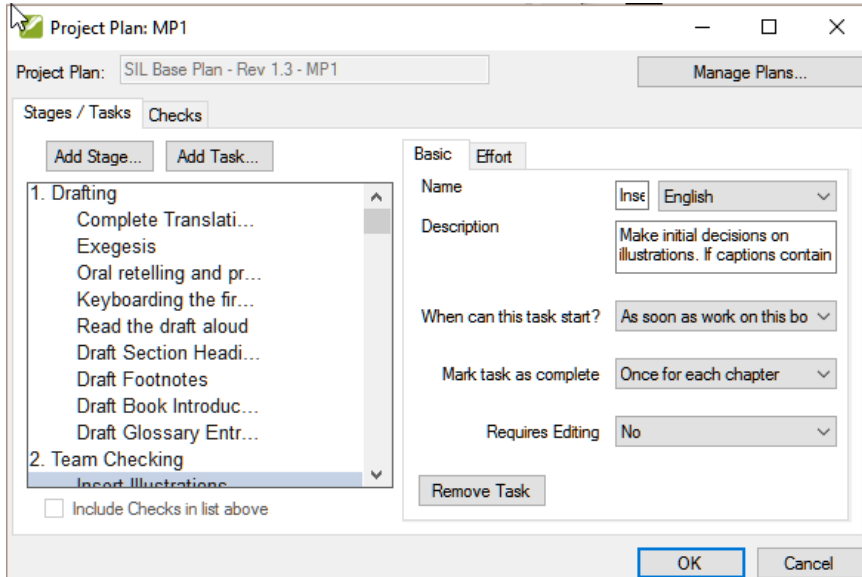 Project Plan: MP1
Project Plan: SIL Base Plan - Rev 1.3 - MP1 Manage Plans...
Stages / Tasks Checks
Add Stage... Add Task...
1. Drafting
Complete Translati...
Exegesis
Oral retelling and pr...
Keyboarding the fir...
Read the draft aloud
Draft Section Headi...
Draft Footnotes
Draft Book Introduc...
Draft Glossary Entr...
2. Team Checking
Insert Illustrations
Include Checks in list above
Basic Effort
Name Inse English
Description Make initial decisions on
illustrations. If captions contain
When can this task start? As soon as work on this bo
Mark task as complete Once for each chapter
Requires Editing No
Remove Task
OK Cancel